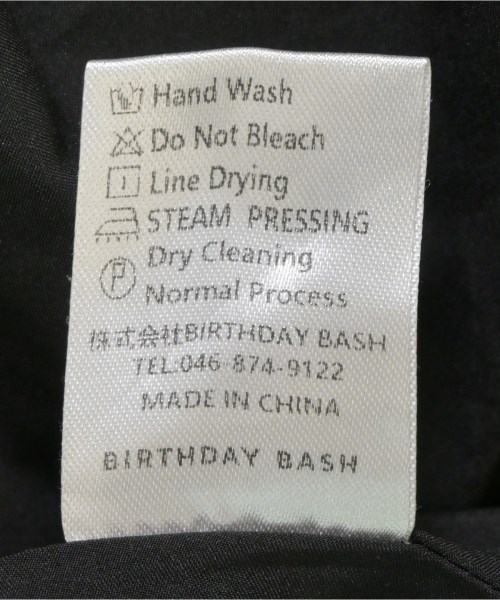 Hand Wash
Do Not Bleach
Line Drying
STEAM PRESSING
Dry Cleaning
P
Normal Process
株式会社BIRTHDAY BASH
TEL:046-874-9122
MADE IN CHINA
BIRTHDAY BASH